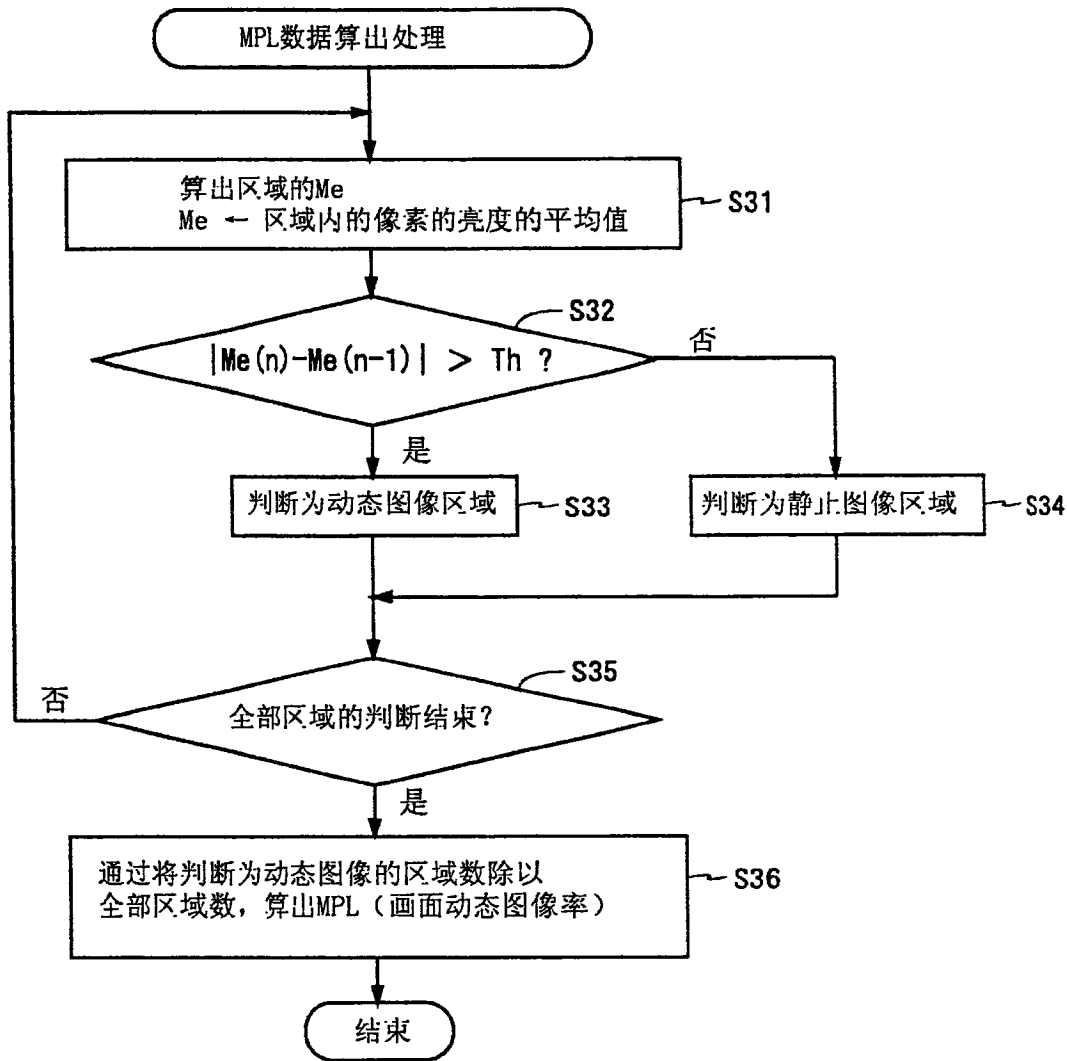 MPL数据算出处理
算出区域的Me
Me ← 区域内的像素的亮度的平均值
S31
S32
|Me(n)-Me(n-1)| > Th ?
否
是
判断为动态图像区域
S33
判断为静止图像区域
S34
S35
否
全部区域的判断结束?
是
通过将判断为动态图像的区域数除以
全部区域数, 算出MPL（画面动态图像率）
S36
结束